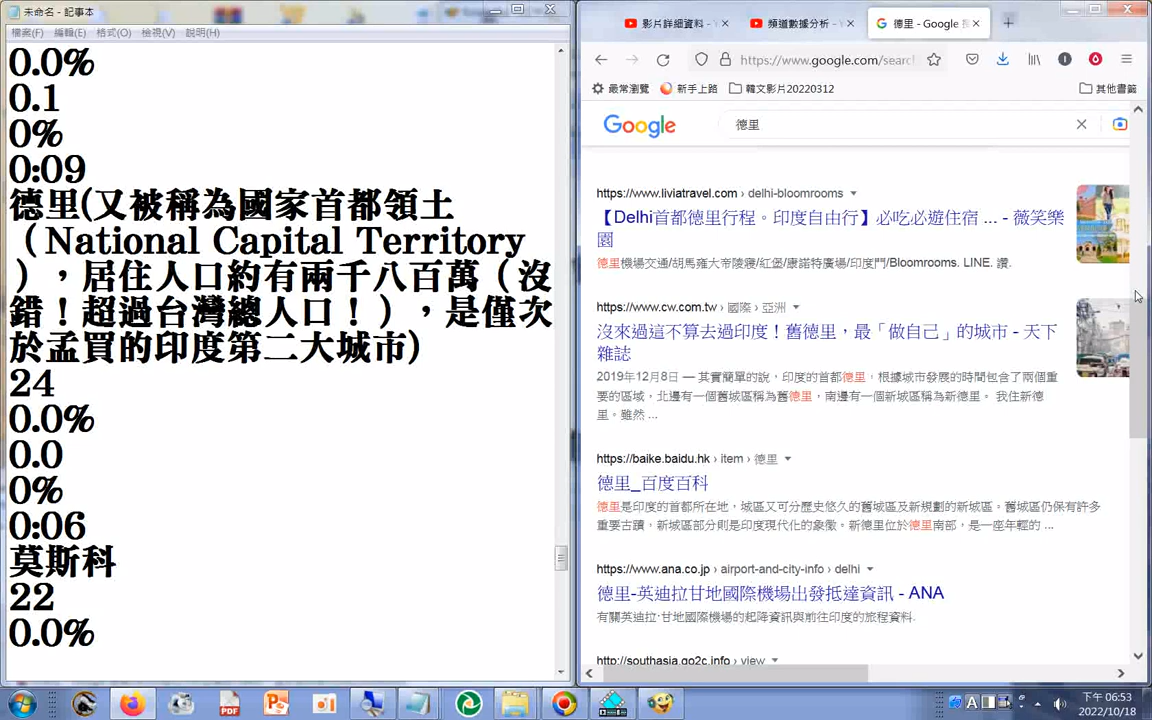 未命名 - 記事本
檔案(F) 編輯(E) 格式(O) 檢視(V) 說明(H)
0.0%
0.1
0%
0:09
德里(又被稱為國家首都領土
（National Capital Territory
），居住人口約有兩千八百萬（沒
錯！超過台灣總人口！），是僅次
於孟買的印度第二大城市)
24
0.0%
0.0
0%
0:06
莫斯科
22
0.0%
影片詳細資料 - Y
頻道數據分析 - Y
德里 - Google 搜
https://www.google.com/search
最常瀏覽 新手上路 韓文影片20220312 其他書籤
Google 德里
https://www.liviatravel.com › delhi-bloomrooms
【Delhi首都德里行程。印度自由行】必吃必遊住宿 ... - 薇笑樂
園
德里機場交通/胡馬雍大帝陵寢/紅堡/康諾特廣場/印度門/Bloomrooms. LINE. 讚.
https://www.cw.com.tw › 國際 › 亞洲
沒來過這不算去過印度！舊德里，最「做自己」的城市 - 天下
雜誌
2019年12月8日 — 其實簡單的說，印度的首都德里，根據城市發展的時間包含了兩個重
要的區域，北邊有一個舊城區稱為舊德里，南邊有一個新城區稱為新德里。 我住新德
里。雖然 ...
https://baike.baidu.hk › item › 德里
德里_百度百科
德里是印度的首都所在地，城區又可分歷史悠久的舊城區及新規劃的新城區。舊城區仍保有許多
重要古蹟，新城區部分則是印度現代化的象徵。新德里位於德里南部，是一座年輕的 ...
https://www.ana.co.jp › airport-and-city-info › delhi
德里-英迪拉甘地國際機場出發抵達資訊 - ANA
有關英迪拉·甘地國際機場的起降資訊與前往印度的旅程資料.
http://southasia.go2c.info › view
下午 06:53
2022/10/18